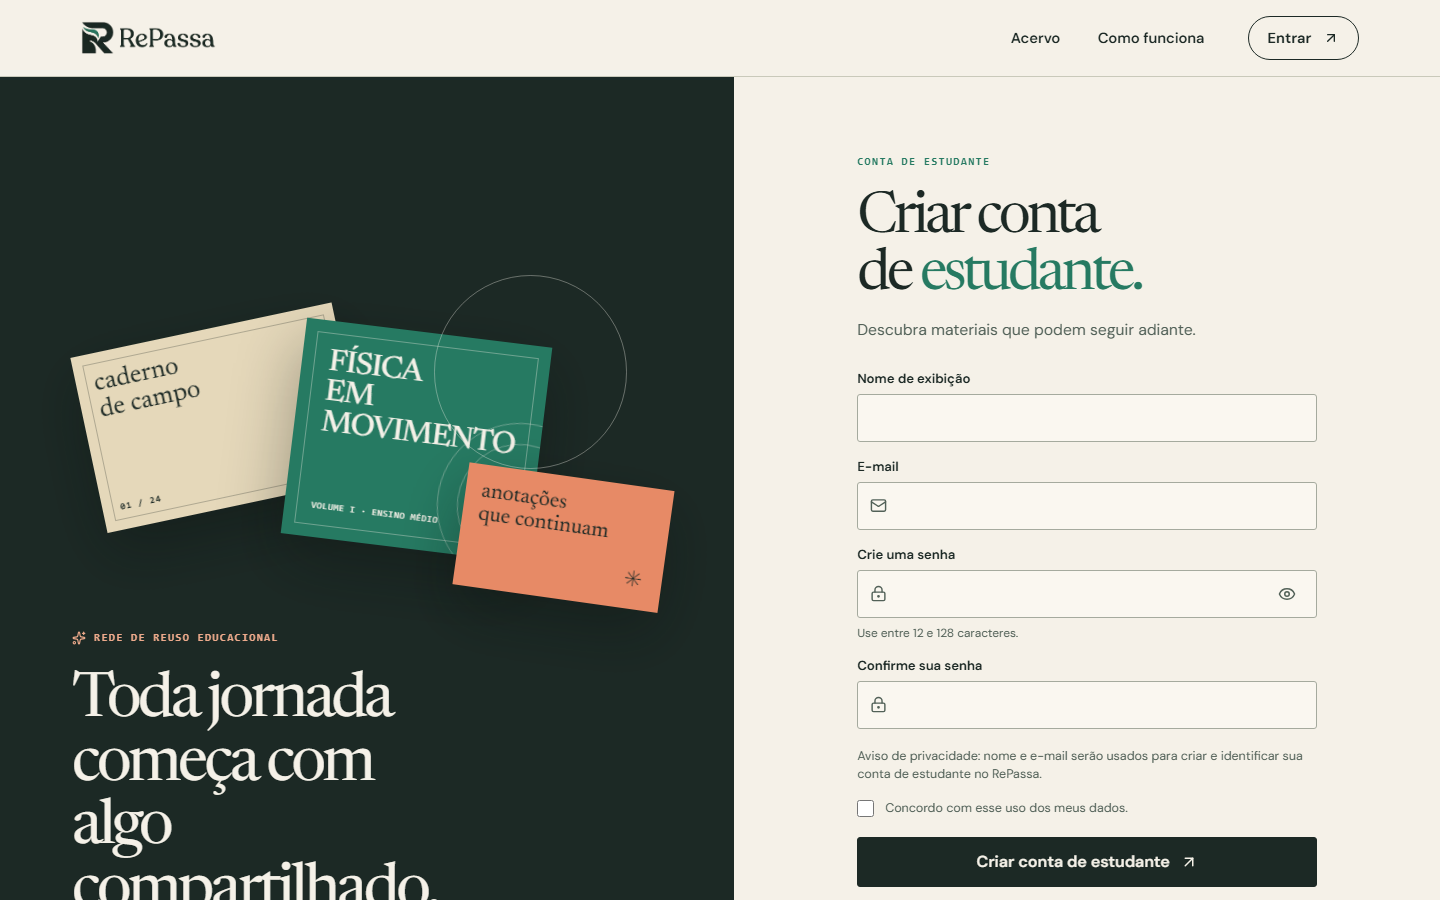 RePassa
Acervo
Como funciona
Entrar
caderno
de campo
01 / 24
FÍSICA
EM
MOVIMENTO
VOLUME I · ENSINO MÉDIO
anotações
que continuam
REDE DE REUSO EDUCACIONAL
Toda jornada
começa com
algo
compartilhado.
CONTA DE ESTUDANTE
Criar conta
de estudante.
Descubra materiais que podem seguir adiante.
Nome de exibição
E-mail
Crie uma senha
Use entre 12 e 128 caracteres.
Confirme sua senha
Aviso de privacidade: nome e e-mail serão usados para criar e identificar sua
conta de estudante no RePassa.
Concordo com esse uso dos meus dados.
Criar conta de estudante